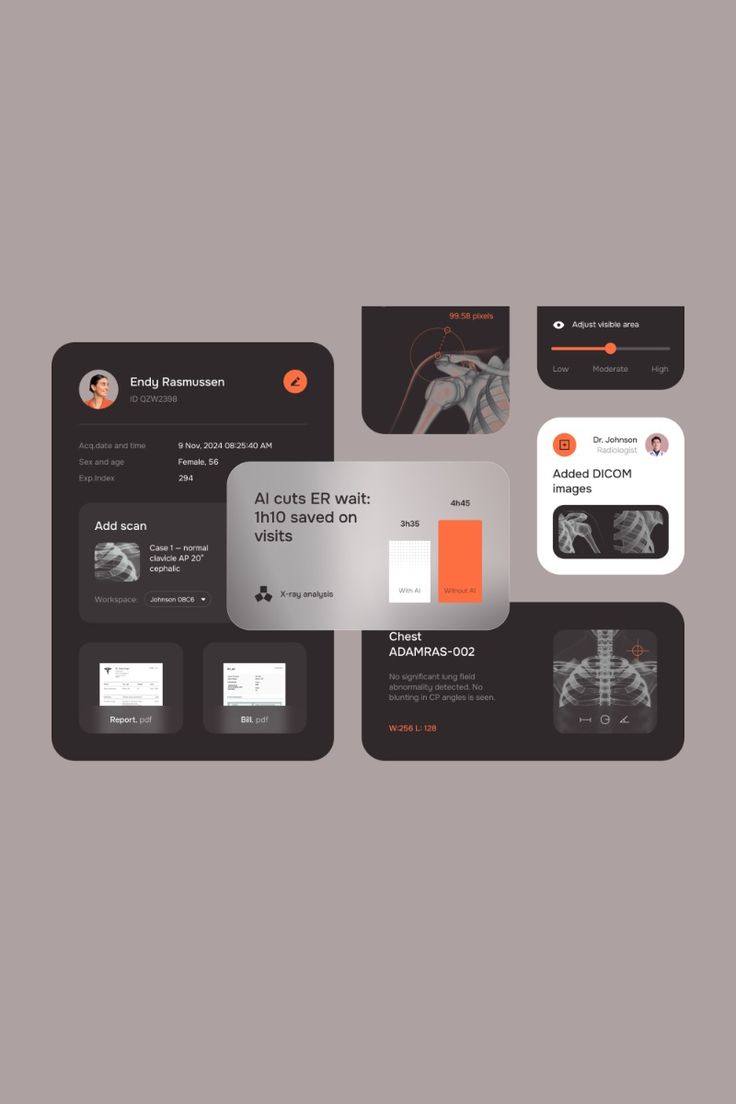 Endy Rasmussen
ID QZW2398
Acq.date and time 9 Nov, 2024 08:25:40 AM
Sex and age Female, 56
Exp.Index 294
Add scan
Case 1 — normal
clavicle AP 20°
cephalic
Workspace: Johnson 08C6
Report. pdf
Bill. pdf
AI cuts ER wait:
1h10 saved on
visits
X-ray analysis
3h35
4h45
With AI
Without AI
99.58 pixels
Adjust visible area
Low Moderate High
Dr. Johnson
Radiologist
Added DICOM
images
Chest
ADAMRAS-002
No significant lung field
abnormality detected. No
blunting in CP angles is seen.
W:256 L: 128